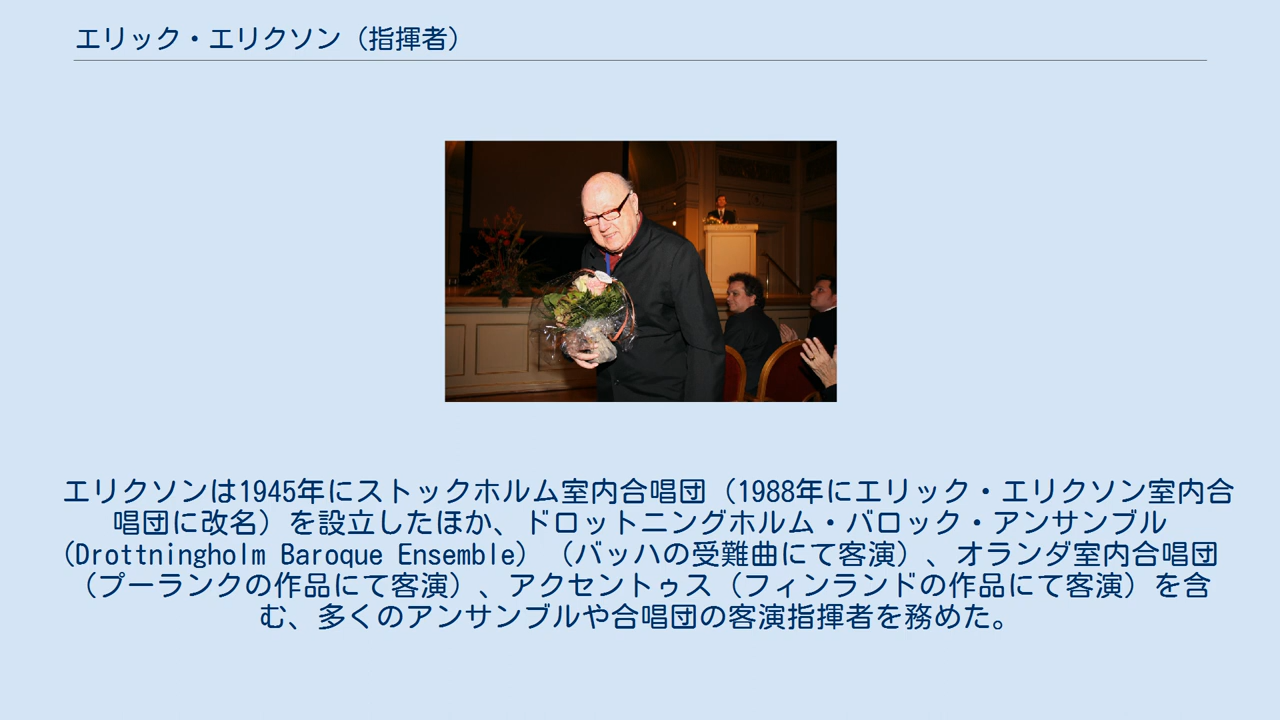 エリック・エリクソン（指揮者）
エリクソンは1945年にストックホルム室内合唱団（1988年にエリック・エリクソン室内合
唱団に改名）を設立したほか、ドロットニングホルム・バロック・アンサンブル
（Drottningholm Baroque Ensemble）（バッハの受難曲にて客演）、オランダ室内合唱団
（プーランクの作品にて客演）、アクセントゥス（フィンランドの作品にて客演）を含
む、多くのアンサンブルや合唱団の客演指揮者を務めた。